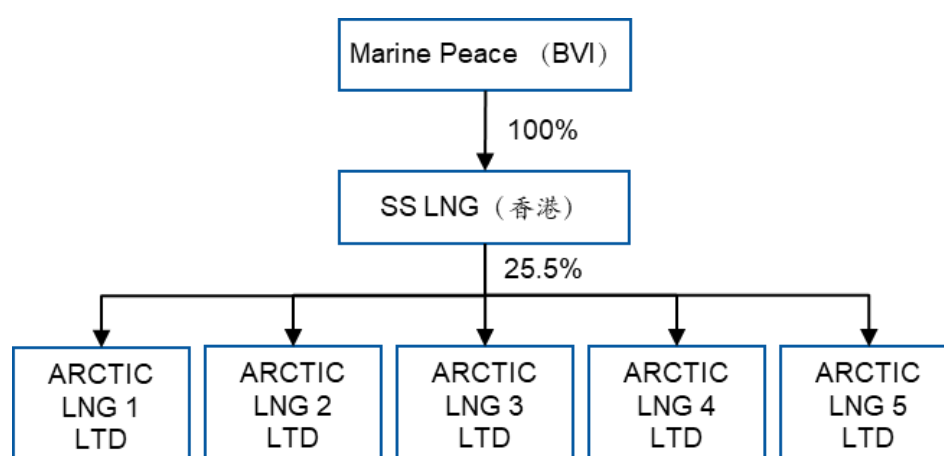 Marine Peace （BVI）
100%
SS LNG（香港）
25.5%
ARCTIC
LNG 1
LTD
ARCTIC
LNG 2
LTD
ARCTIC
LNG 3
LTD
ARCTIC
LNG 4
LTD
ARCTIC
LNG 5
LTD